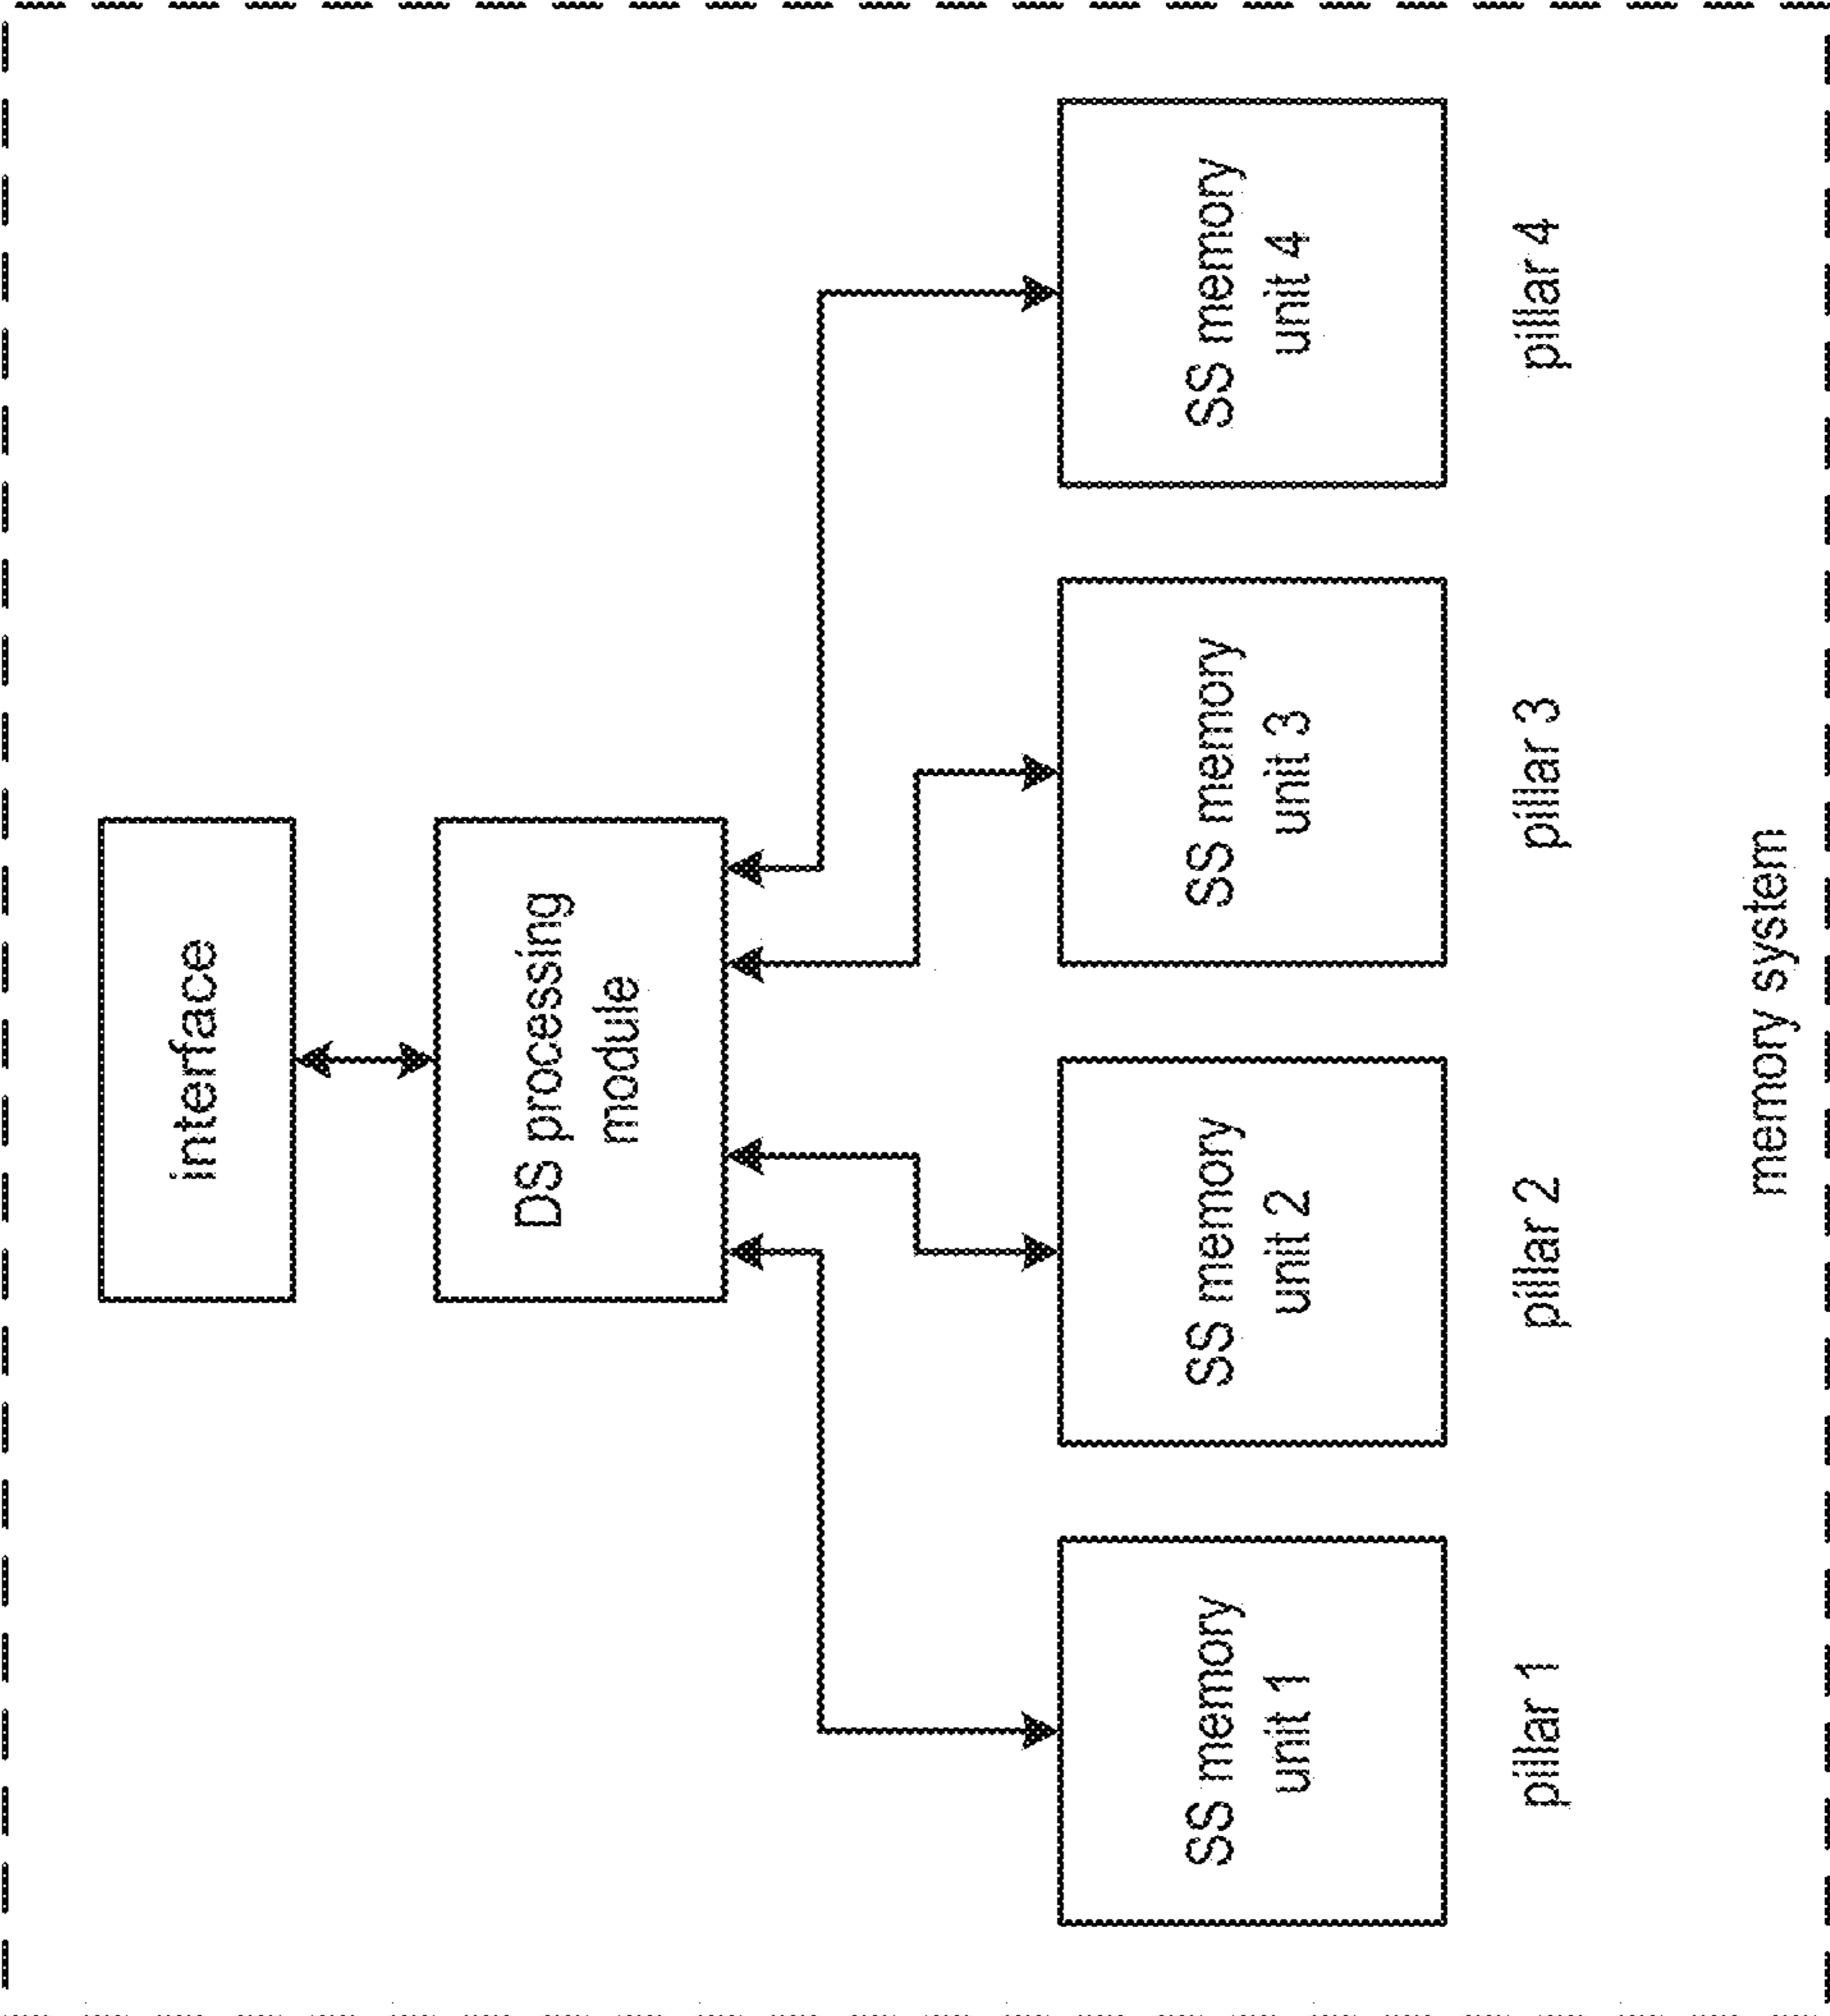 interface
DS processing
module
SS memory
unit 1
SS memory
unit 2
SS memory
unit 3
SS memory
unit 4
pillar 1
pillar 2
pillar 3
pillar 4
memory system